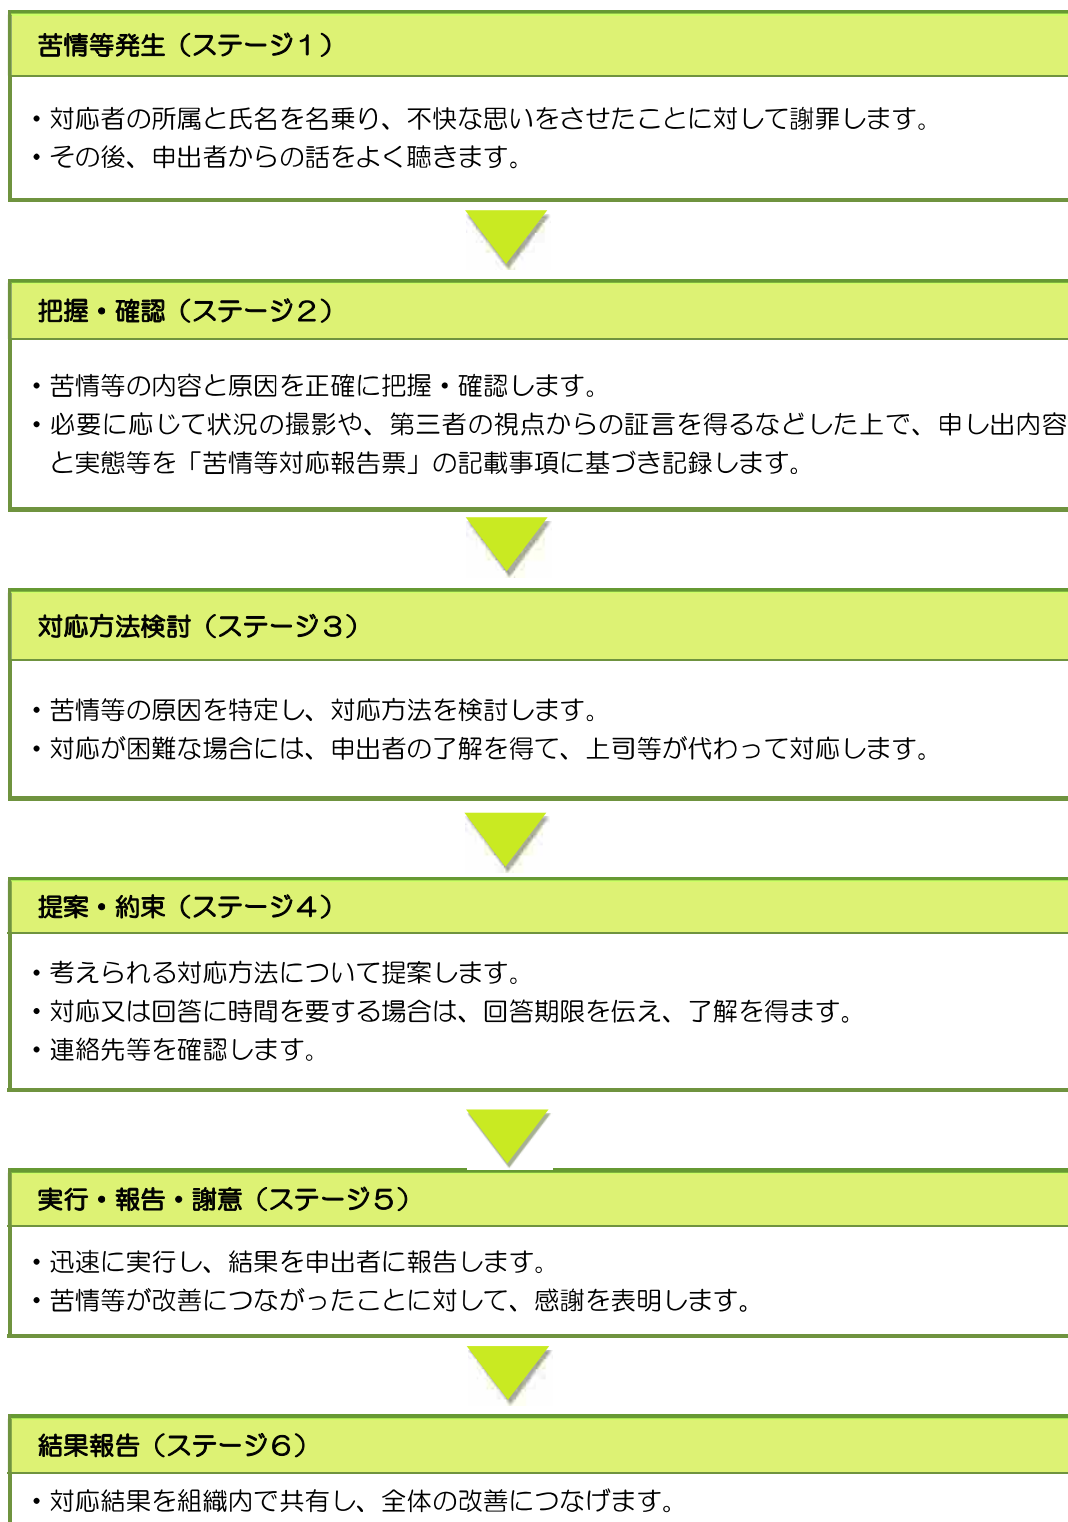 苦情等発生（ステージ１）
・対応者の所属と氏名を名乗り、不快な思いをさせたことに対して謝罪します。
・その後、申出者からの話をよく聴きます。
把握・確認（ステージ２）
・苦情等の内容と原因を正確に把握・確認します。
・必要に応じて状況の撮影や、第三者の視点からの証言を得るなどした上で、申し出内容
と実態等を「苦情等対応報告票」の記載事項に基づき記録します。
対応方法検討（ステージ３）
・苦情等の原因を特定し、対応方法を検討します。
・対応が困難な場合には、申出者の了解を得て、上司等が代わって対応します。
提案・約束（ステージ４）
・考えられる対応方法について提案します。
・対応又は回答に時間を要する場合は、回答期限を伝え、了解を得ます。
・連絡先等を確認します。
実行・報告・謝意（ステージ５）
・迅速に実行し、結果を申出者に報告します。
・苦情等が改善につながったことに対して、感謝を表明します。
結果報告（ステージ６）
・対応結果を組織内で共有し、全体の改善につなげます。